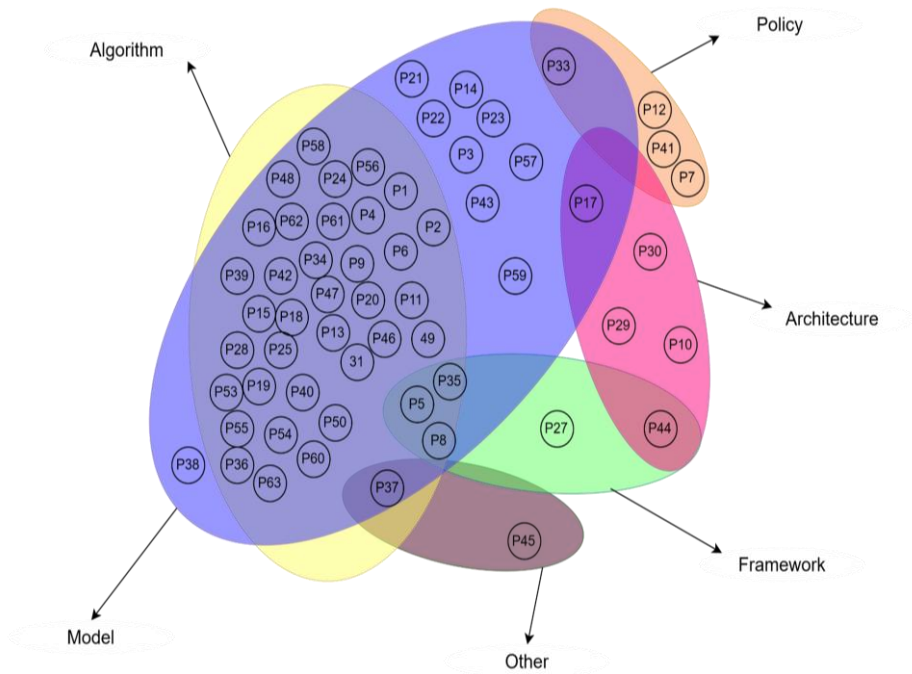 Policy
Algorithm
P33
P21
P14
P12
P22
P23
P58
P41
P3
P57
P56
P48
P24
P7
P1
P43
P17
P4
P62
P61
P16
P2
P6
P30
P34
P9
P39
P42
P59
P47
P20
P11
P15
P18
Architecture
P29
P13
P46
49
P10
P28
P25
31
P35
P53
P19
P40
P5
P50
P55
P54
P8
P27
P44
P60
P38
P36
P63
P37
P45
Framework
Model
Other